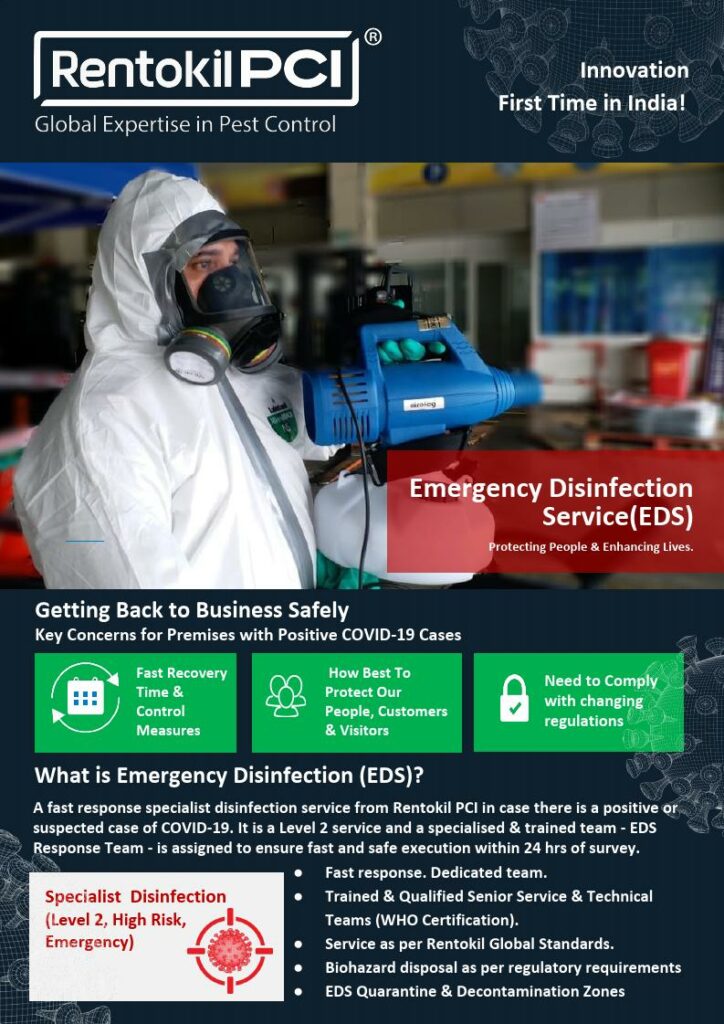 RentokilPCI®
Global Expertise in Pest Control
Innovation
First Time in India!
Emergency Disinfection
Service(EDS)
Protecting People & Enhancing Lives.
Getting Back to Business Safely
Key Concerns for Premises with Positive COVID-19 Cases
Fast Recovery
Time &
Control
Measures
How Best To
Protect Our
People, Customers
& Visitors
Need to Comply
with changing
regulations
What is Emergency Disinfection (EDS)?
A fast response specialist disinfection service from Rentokil PCI in case there is a positive or
suspected case of COVID-19. It is a Level 2 service and a specialised & trained team - EDS
Response Team - is assigned to ensure fast and safe execution within 24 hrs of survey.
Specialist Disinfection
(Level 2, High Risk,
Emergency)
● Fast response. Dedicated team.
● Trained & Qualified Senior Service & Technical
Teams (WHO Certification).
● Service as per Rentokil Global Standards.
● Biohazard disposal as per regulatory requirements
● EDS Quarantine & Decontamination Zones